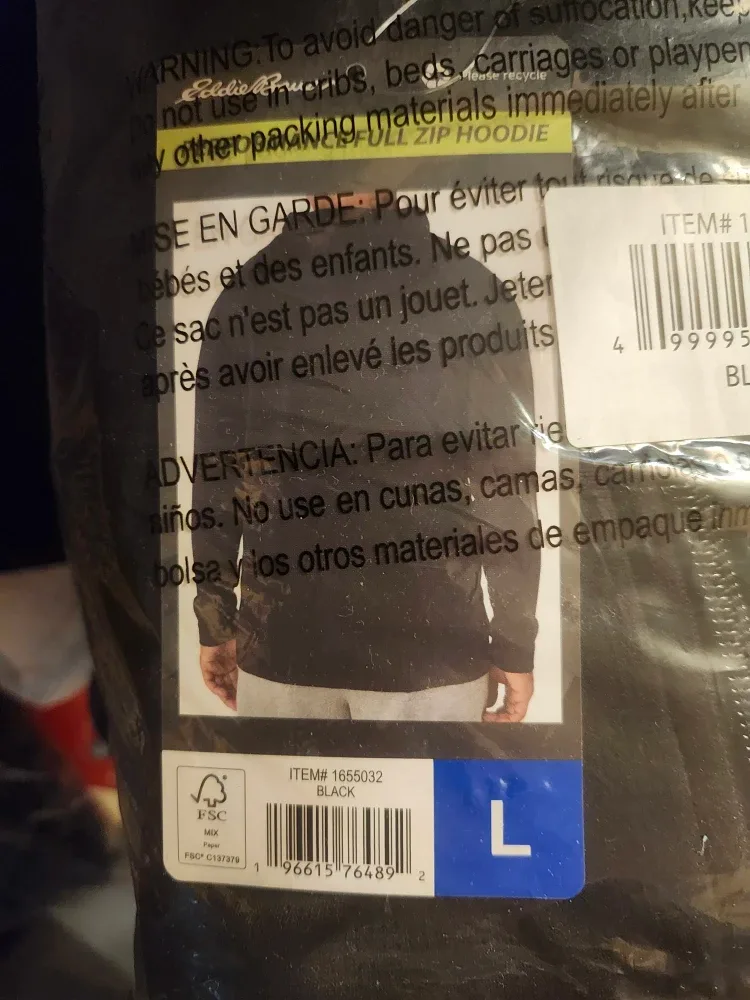 WARNING:To avoid danger of suffocation,keep
Eddie Bauer
Please recycle
not use in cribs, beds, carriages or playpen
y other packing materials immediately after
PERFORMANCE FULL ZIP HOODIE
ISE EN GARDE: Pour éviter tout risque de
bébés et des enfants. Ne pas
Ce sac n'est pas un jouet. Jeter
après avoir enlevé les produits
ITEM# 1
4 99995
BL
ADVERTENCIA: Para evitar rie
niños. No use en cunas, camas,
bolsa y los otros materiales de empaque inm
FSC
MIX
Paper
FSC® C137379
ITEM# 1655032
BLACK
1 96615 76489 2
L